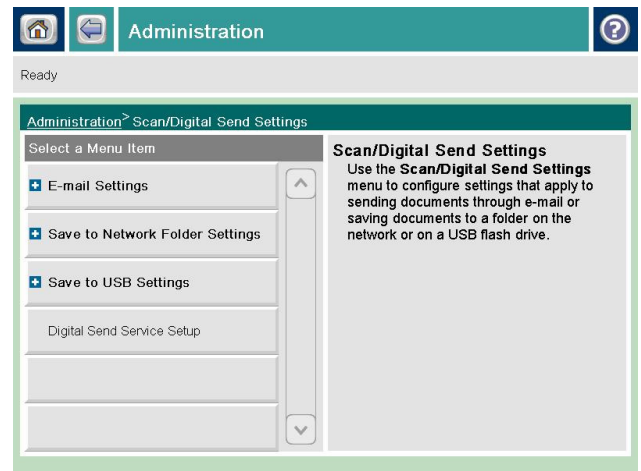 Administration
?
Ready
Administration > Scan/Digital Send Settings
Select a Menu Item
E-mail Settings
Save to Network Folder Settings
Save to USB Settings
Digital Send Service Setup
Scan/Digital Send Settings
Use the Scan/Digital Send Settings
menu to configure settings that apply to
sending documents through e-mail or
saving documents to a folder on the
network or on a USB flash drive.